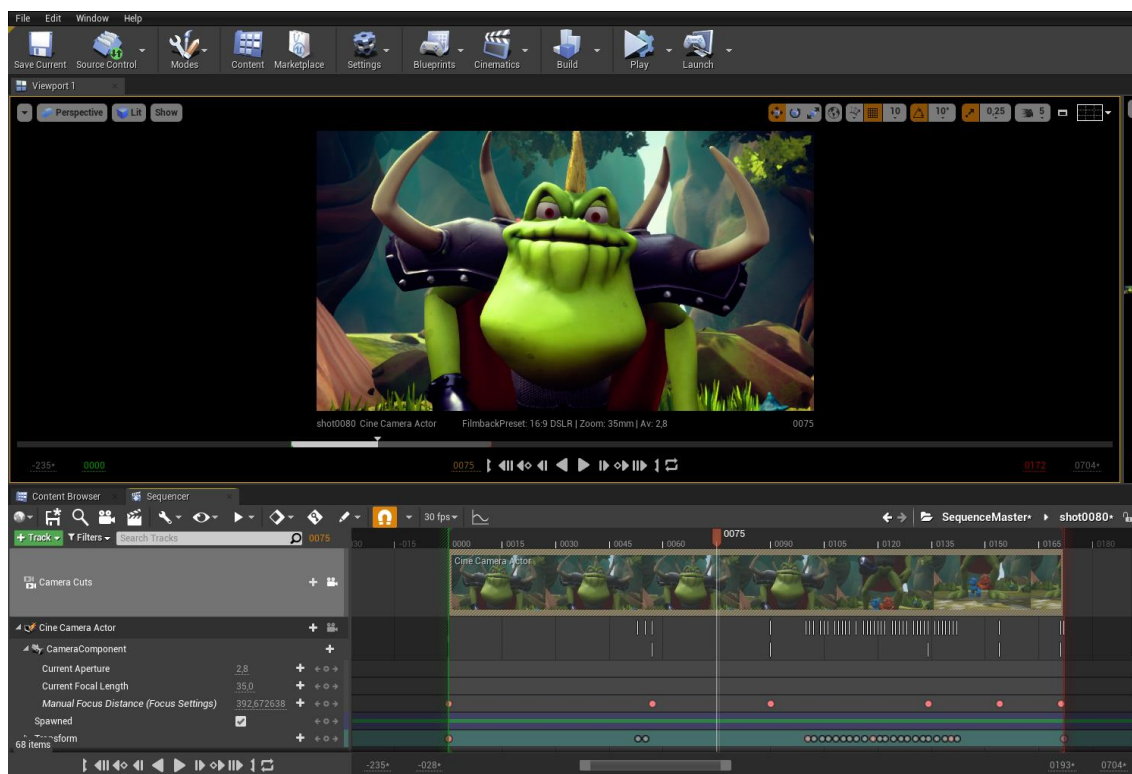 File Edit Window Help
Save Current Source Control Modes Content Marketplace Settings Blueprints Cinematics Build Play Launch
Viewport 1
Perspective Lit Show 10 10° 0,25 5
shot0080 Cine Camera Actor FilmbackPreset: 16:9 DSLR | Zoom: 35mm | Av: 2,8 0075
-235+ 0000 0075 0172 0704+
Content Browser Sequencer
30 fps SequenceMaster• shot0080•
+ Track Filters Search Tracks 0075 -015 0000 0015 0030 0045 0060 0075 0090 0105 0120 0135 0150 0165 0180
Cine Camera Actor
Camera Cuts
Cine Camera Actor
CameraComponent
Current Aperture 2,8
Current Focal Length 35,0
Manual Focus Distance (Focus Settings) 392,672638
Spawned
Transform
68 items
-235+ -028+ 0193+ 0704+